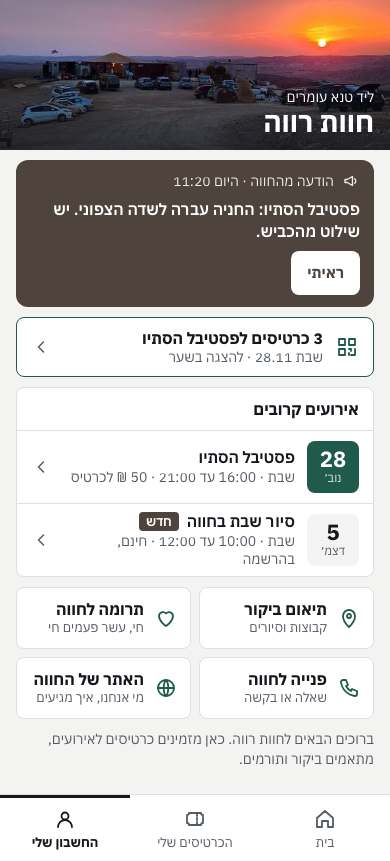 ליד טנא עומרים
חוות רווה
הודעה מהחווה · היום 11:20
פסטיבל הסתיו: החניה עברה לשדה הצפוני. יש
שילוט מהכביש.
ראיתי
3 כרטיסים לפסטיבל הסתיו
שבת 28.11 · להצגה בשער
אירועים קרובים
28
נוב׳
פסטיבל הסתיו
שבת · 16:00 עד 21:00 · 50 ₪ לכרטיס
5
דצמ׳
סיור שבת בחווה חדש
שבת · 10:00 עד 12:00 · חינם,
בהרשמה
תיאום ביקור
קבוצות וסיורים
תרומה לחווה
חי, עשר פעמים חי
פנייה לחווה
שאלה או בקשה
האתר של החווה
מי אנחנו, איך מגיעים
ברוכים הבאים לחוות רווה. כאן מזמינים כרטיסים לאירועים,
מתאמים ביקור ותורמים.
בית
הכרטיסים שלי
החשבון שלי